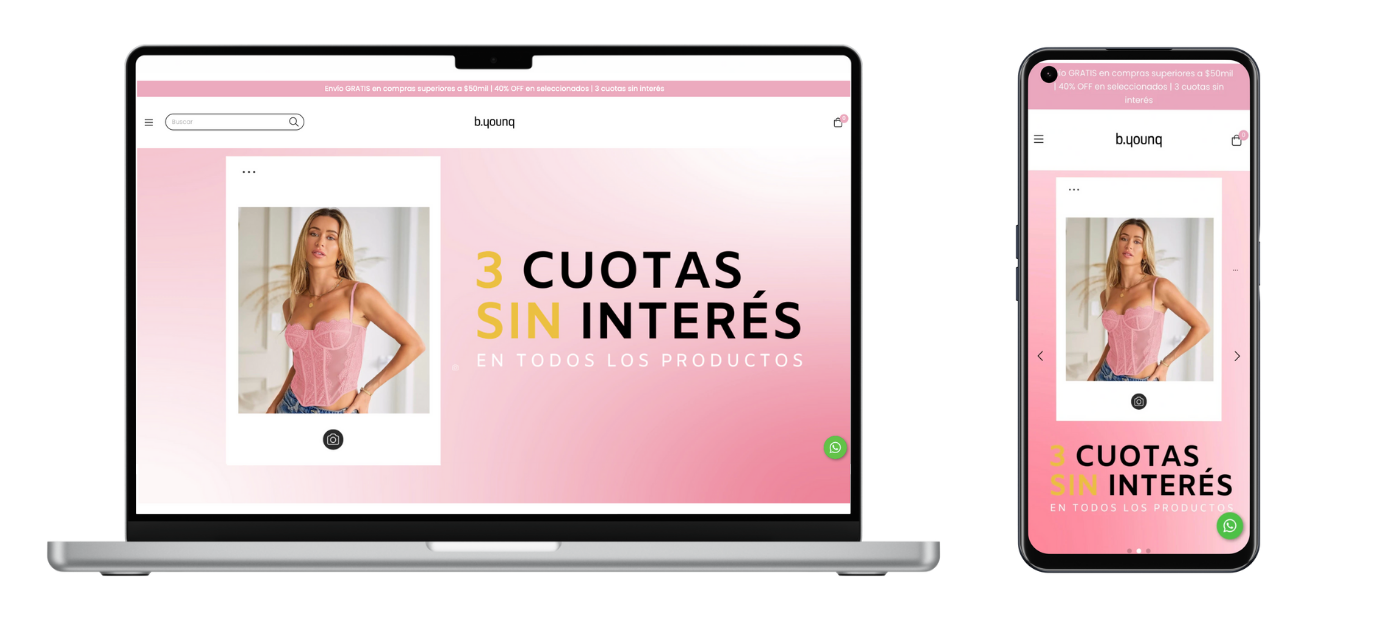 Envío GRATIS en compras superiores a $50mil | 40% OFF en seleccionados | 3 cuotas sin interés
Buscar
b.young
0
3 CUOTAS
SIN INTERÉS
EN TODOS LOS PRODUCTOS
o GRATIS en compras superiores a $50mil
| 40% OFF en seleccionados | 3 cuotas sin
interés
b.young
0
3 CUOTAS
SIN INTERÉS
EN TODOS LOS PRODUCTOS